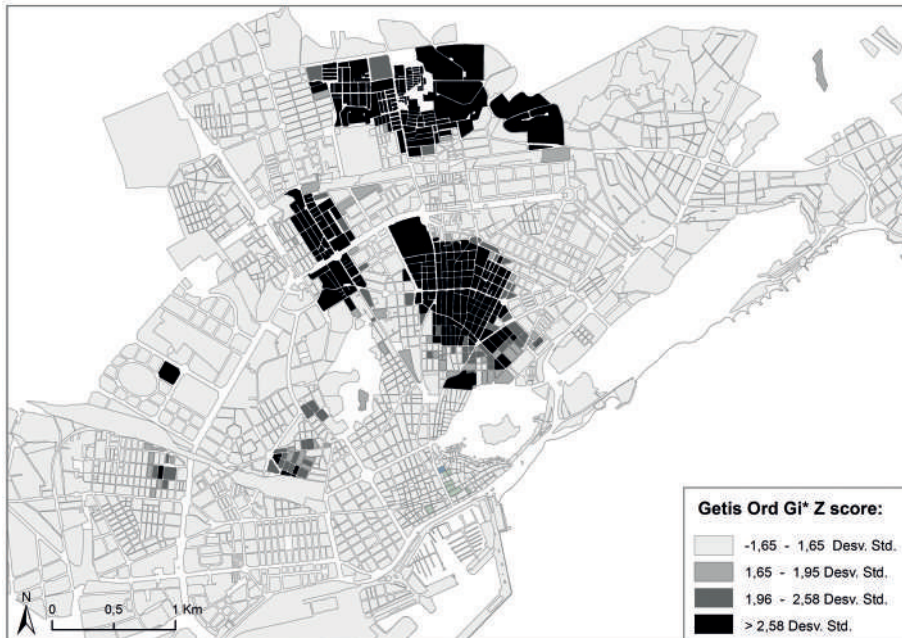 Getis Ord Gi* Z score:
-1,65 - 1,65 Desv. Std.
1,65 - 1,95 Desv. Std.
1,96 - 2,58 Desv. Std.
> 2,58 Desv. Std.
N
0 0,5 1 Km